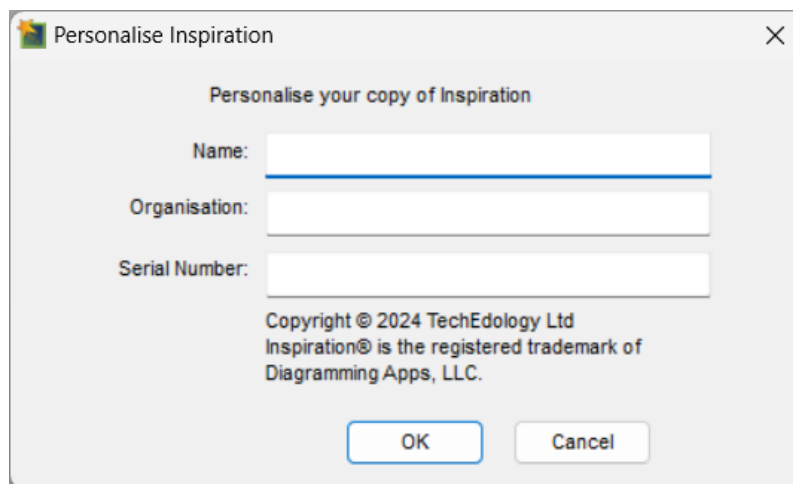 Personalise Inspiration
Personalise your copy of Inspiration
Name:
Organisation:
Serial Number:
Copyright © 2024 TechEdology Ltd
Inspiration® is the registered trademark of
Diagramming Apps, LLC.
OK Cancel